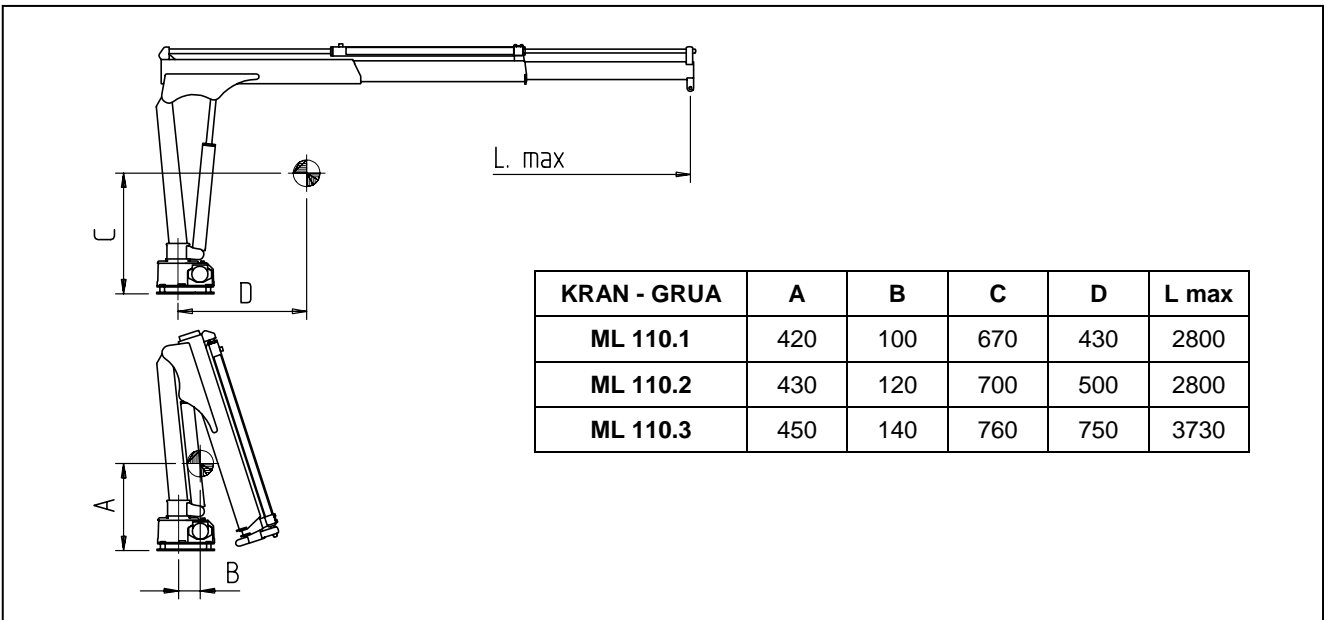 L. max
C
D
KRAN - GRUA A B C D L max
ML 110.1 420 100 670 430 2800
ML 110.2 430 120 700 500 2800
ML 110.3 450 140 760 750 3730
A
B